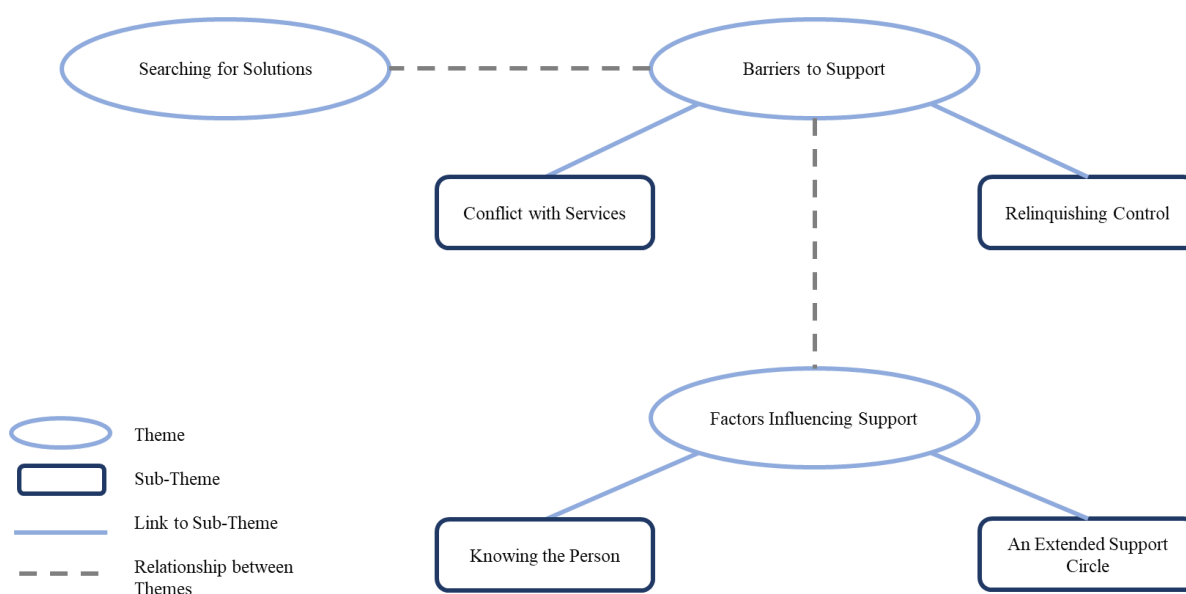 Searching for Solutions
Barriers to Support
Conflict with Services
Relinquishing Control
Factors Influencing Support
Knowing the Person
An Extended Support
Circle
Theme
Sub-Theme
Link to Sub-Theme
Relationship between
Themes